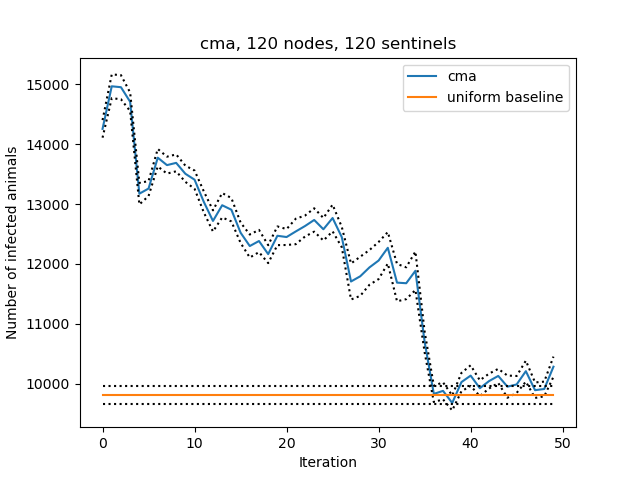 cma, 120 nodes, 120 sentinels
cma
uniform baseline
Number of infected animals
15000
14000
13000
12000
11000
10000
0 10 20 30 40 50
Iteration